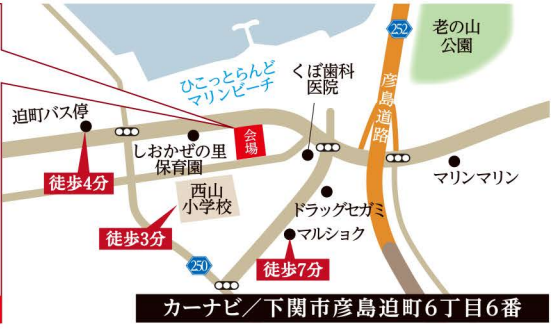 252
老の山
公園
ひこっとらんど
マリンビーチ
くぼ歯科
医院
彦島道路
迫町バス停
会場
しおかぜの里
保育園
マリンマリン
徒歩4分
西山
小学校
ドラッグセガミ
徒歩3分
マルショク
250
徒歩7分
カーナビ/下関市彦島迫町6丁目6番